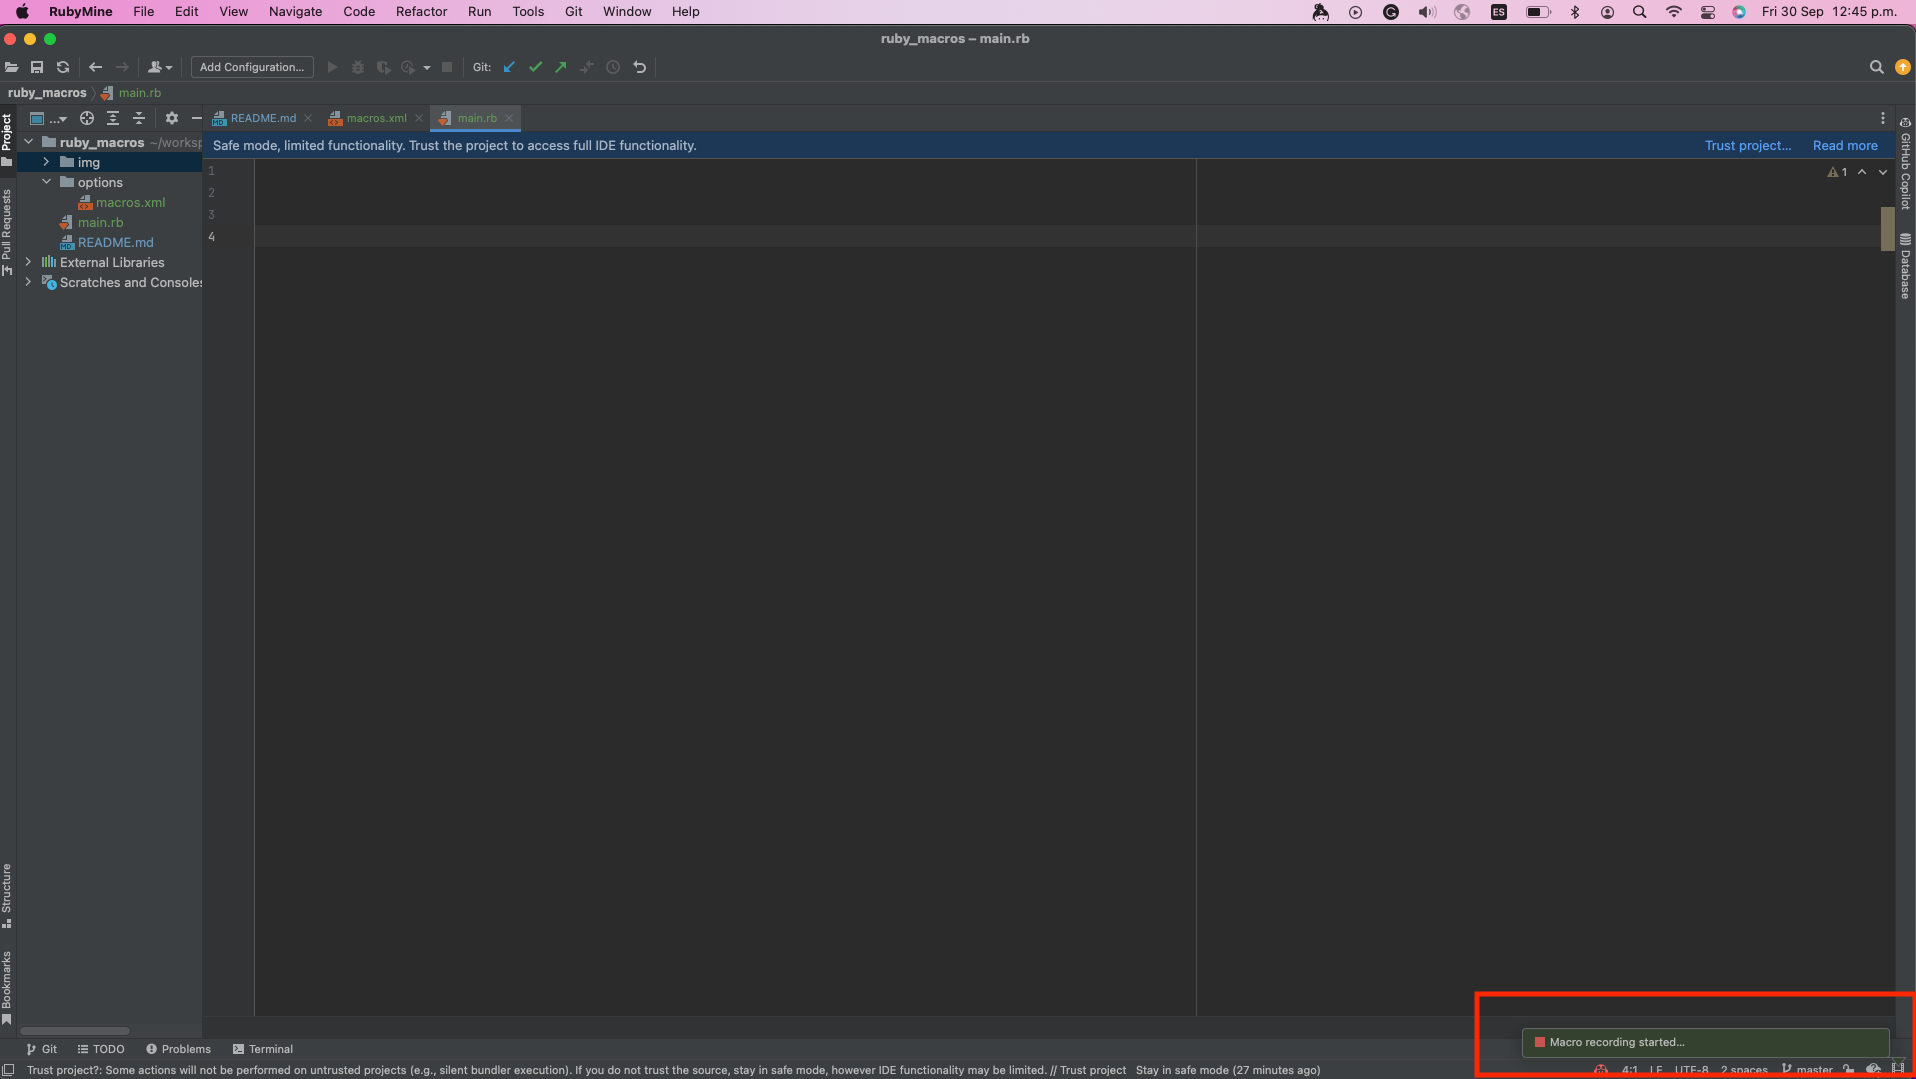 RubyMine File Edit View Navigate Code Refactor Run Tools Git Window Help ES Fri 30 Sep 12:45 p.m.
ruby_macros – main.rb
Add Configuration... Git:
ruby_macros main.rb
... README.md macros.xml main.rb
Project
Pull Requests
Structure
Bookmarks
ruby_macros ~/worksp
img
options
macros.xml
main.rb
README.md
External Libraries
Scratches and Consoles
Safe mode, limited functionality. Trust the project to access full IDE functionality. Trust project... Read more
1
2
3
4
1
GitHub Copilot
Database
Macro recording started...
Git TODO Problems Terminal
Trust project?: Some actions will not be performed on untrusted projects (e.g., silent bundler execution). If you do not trust the source, stay in safe mode, however IDE functionality may be limited. // Trust project Stay in safe mode (27 minutes ago) 4:1 LF UTF-8 2 spaces master